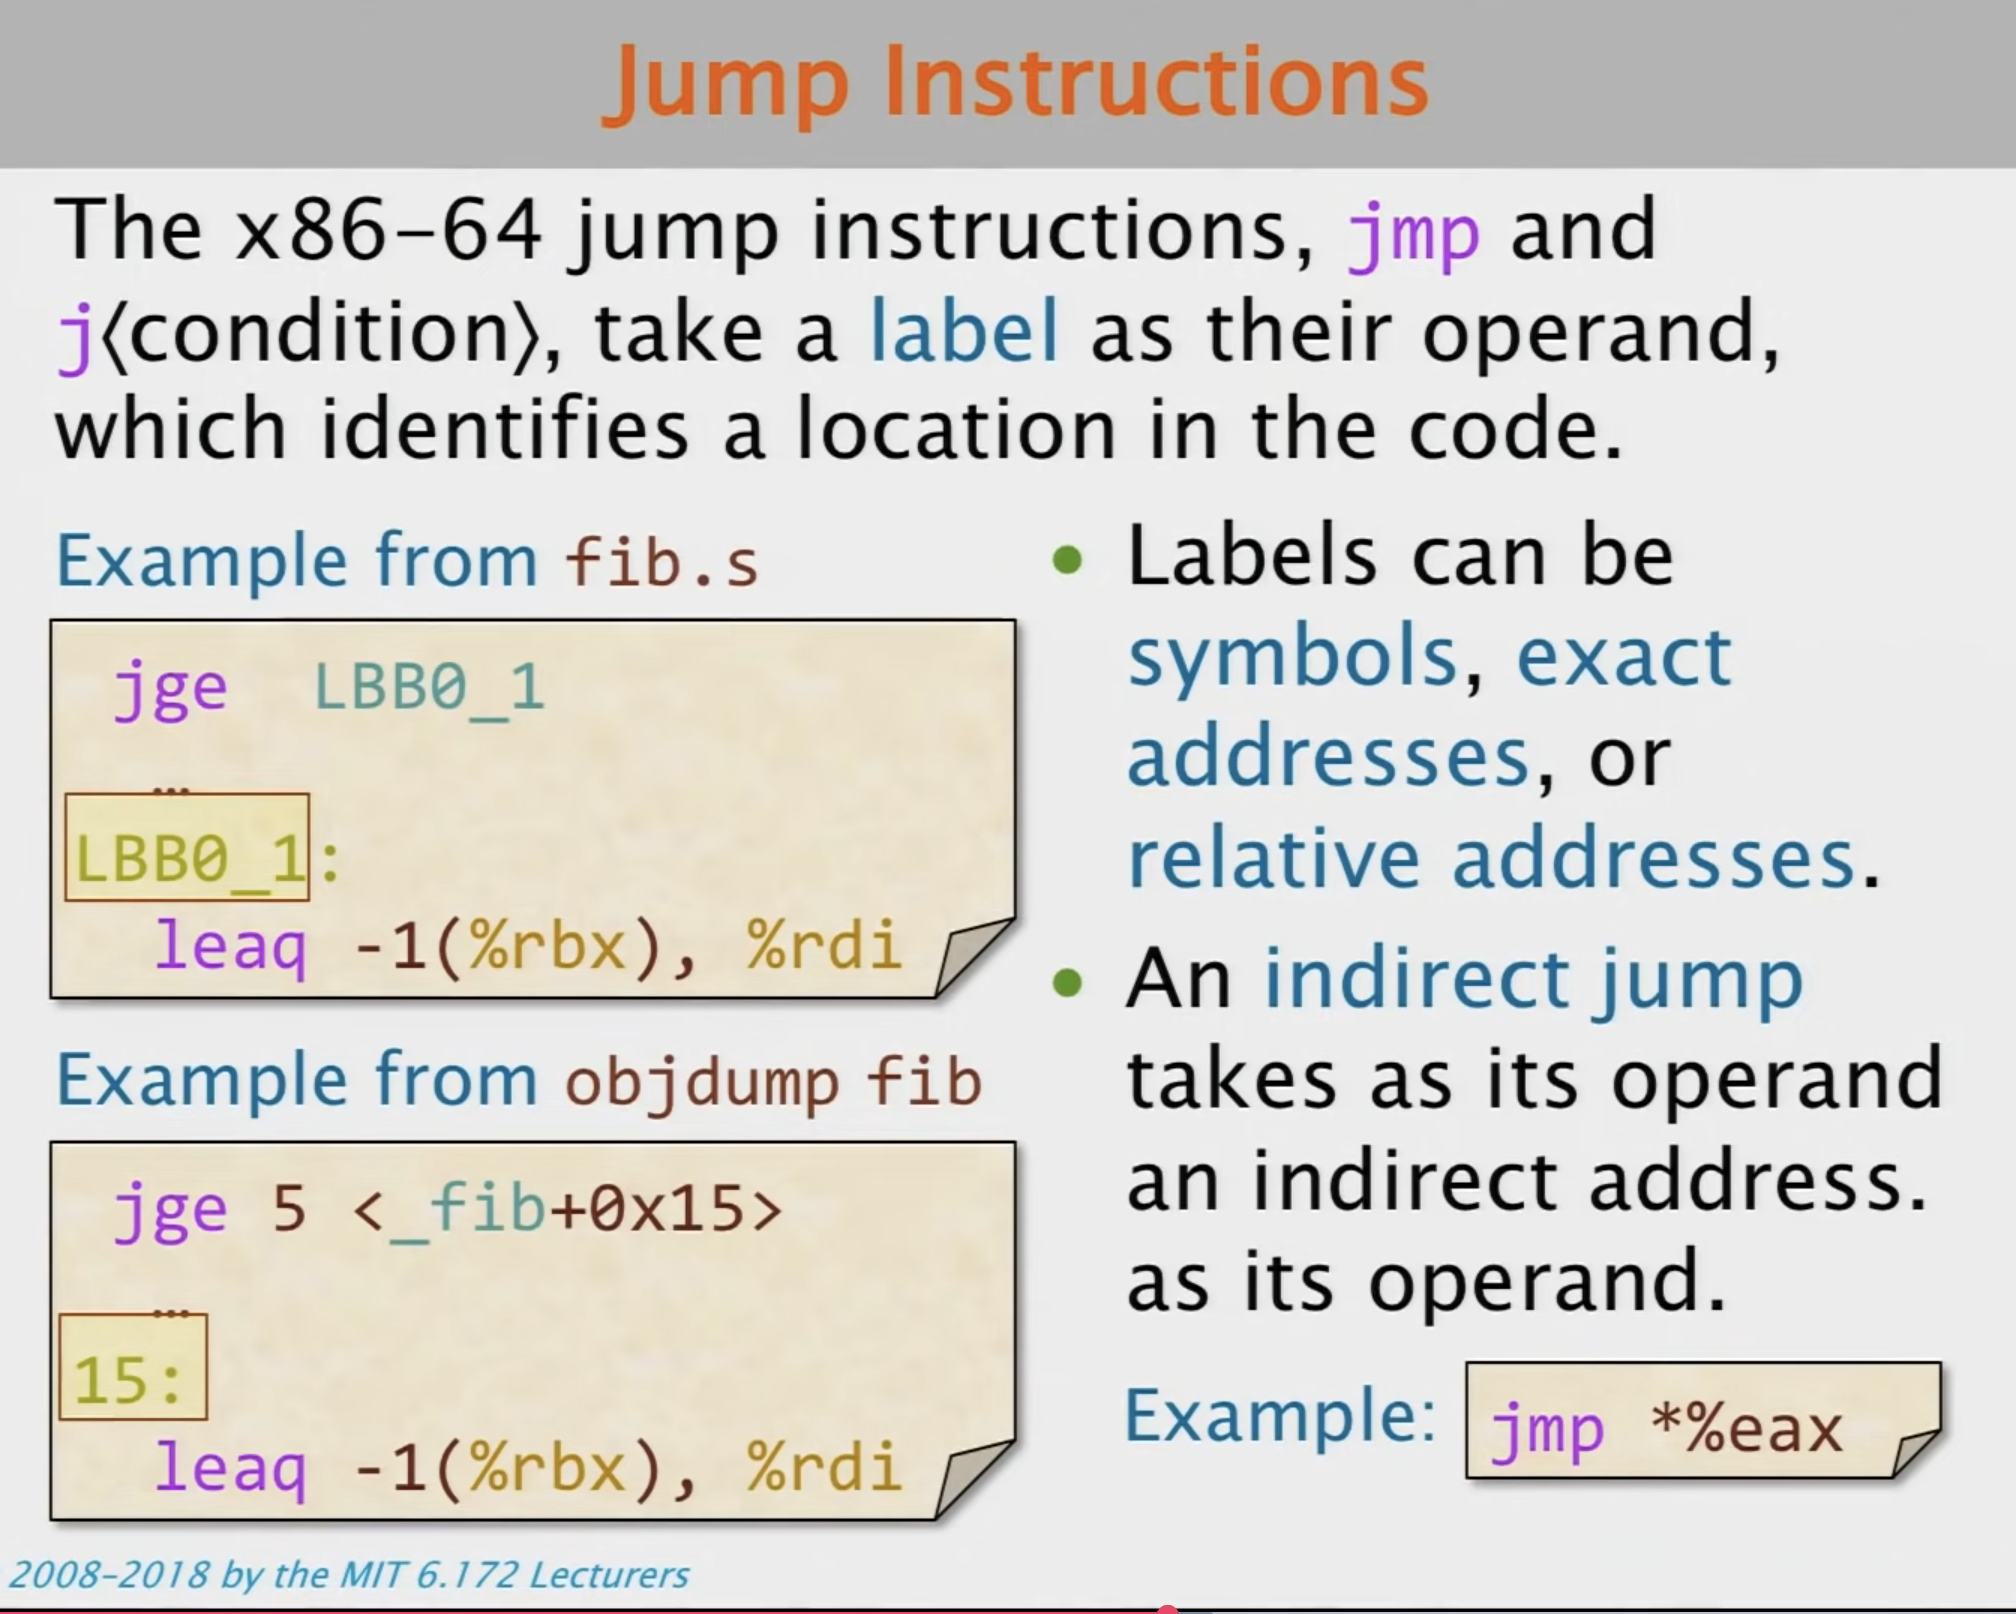 Jump Instructions
The x86-64 jump instructions, jmp and
j⟨condition⟩, take a label as their operand,
which identifies a location in the code.
Example from fib.s
jge LBB0_1
…
LBB0_1:
leaq -1(%rbx), %rdi
Example from objdump fib
jge 5 <_fib+0x15>
…
15:
leaq -1(%rbx), %rdi
• Labels can be
symbols, exact
addresses, or
relative addresses.
• An indirect jump
takes as its operand
an indirect address.
as its operand.
Example: jmp *%eax
2008-2018 by the MIT 6.172 Lecturers